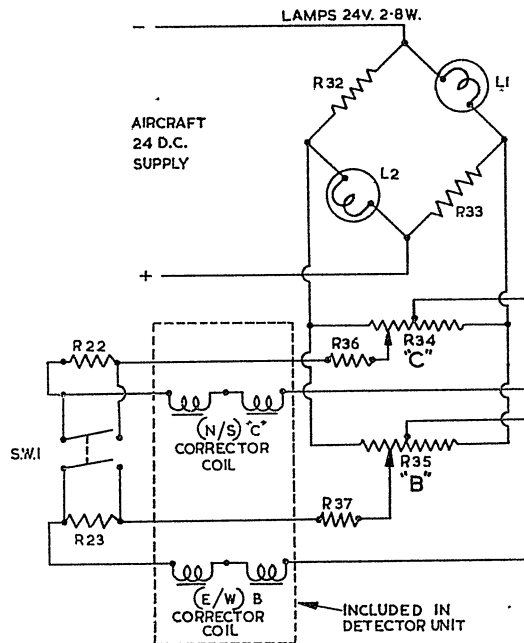 LAMPS 24V. 2·8W.
−
R32
L1
AIRCRAFT
24 D.C.
SUPPLY
L2
R33
+
R22
R36
R34
"C"
(N/S) "C"
CORRECTOR
COIL
S.W.1
R35
"B"
R37
R23
(E/W) B
CORRECTOR
COIL
INCLUDED IN
DETECTOR UNIT